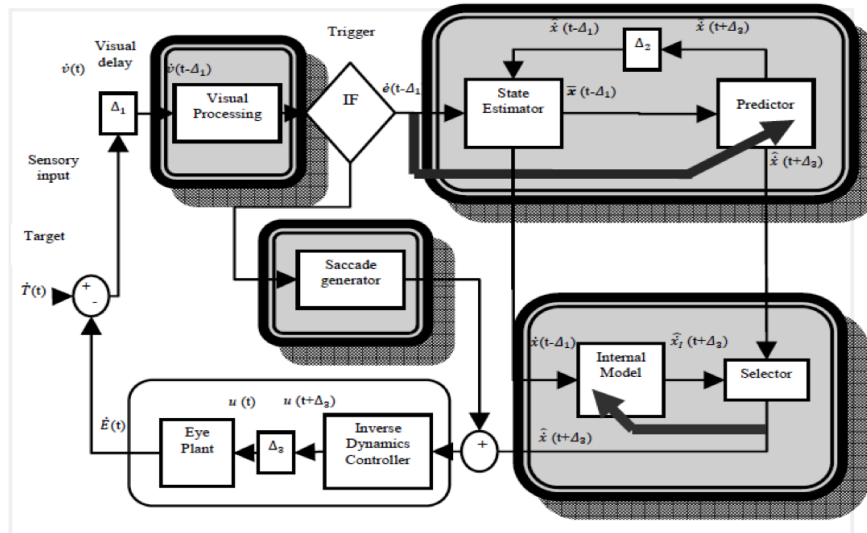 Trigger
Visual
delay
v̇(t)
Δ₁
v̇(t-Δ₁)
Visual
Processing
IF
ė(t-Δ₁)
x̂̇ (t-Δ₁)
Δ₂
x̂̇ (t+Δ₃)
State
Estimator
x̅ (t-Δ₁)
Predictor
x̂̇ (t+Δ₃)
Sensory
input
Target
Ṫ(t)
+
-
Saccade
generator
ẋ(t-Δ₁)
Internal
Model
x̂̇_I (t+Δ₃)
Selector
x̂̇ (t+Δ₃)
+
Ė(t)
u (t)
u (t+Δ₃)
Eye
Plant
Δ₃
Inverse
Dynamics
Controller